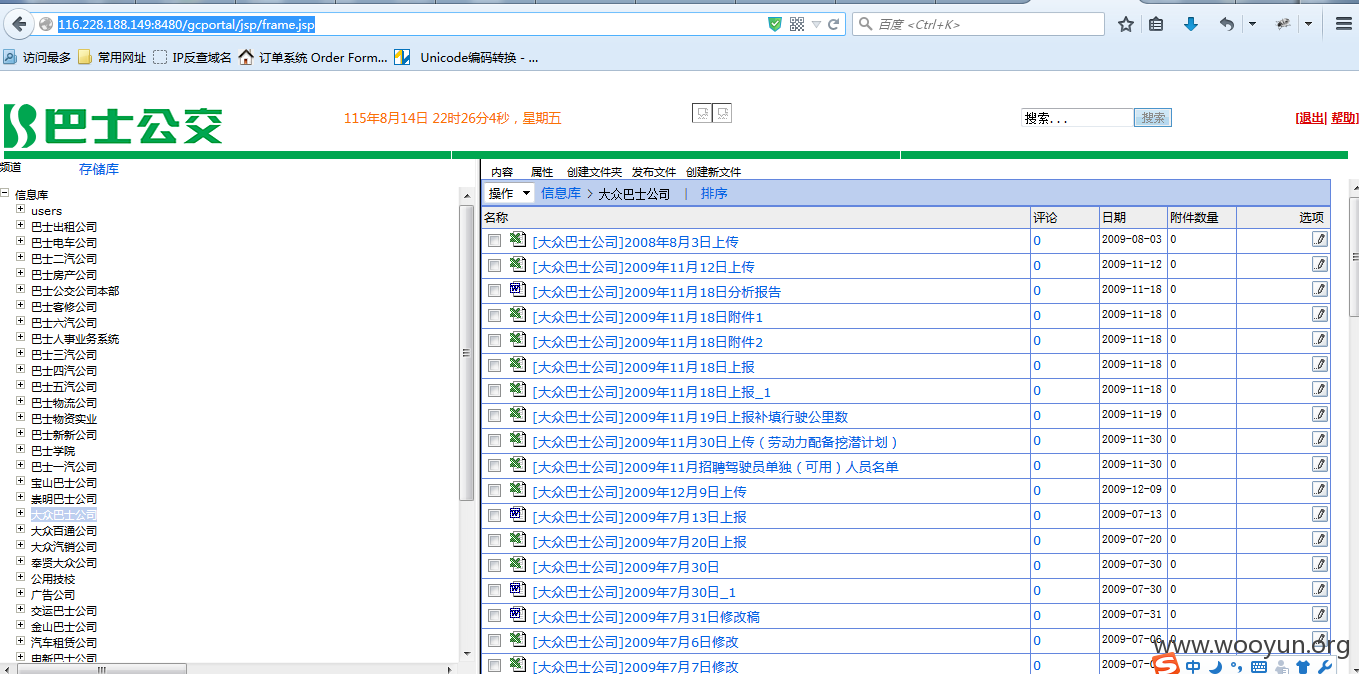 116.228.188.149:8480/gcportal/jsp/frame.jsp
百度 <Ctrl+K>
访问最多 常用网址 IP反查域名 订单系统 Order Form... Unicode编码转换 - ...
巴士公交
115年8月14日 22时26分4秒，星期五
搜索... 搜索
[退出| 帮助]
频道 存储库
信息库
users
巴士出租公司
巴士电车公司
巴士二汽公司
巴士房产公司
巴士公交公司本部
巴士客修公司
巴士六汽公司
巴士人事业务系统
巴士三汽公司
巴士四汽公司
巴士五汽公司
巴士物流公司
巴士物资实业
巴士新新公司
巴士学院
巴士一汽公司
宝山巴士公司
崇明巴士公司
大众巴士公司
大众百通公司
大众汽销公司
奉贤大众公司
公用技校
广告公司
交运巴士公司
金山巴士公司
汽车租赁公司
申新巴士公司
内容 属性 创建文件夹 发布文件 创建新文件
操作 信息库 > 大众巴士公司 | 排序
名称 评论 日期 附件数量 选项
[大众巴士公司]2008年8月3日上传 0 2009-08-03 0
[大众巴士公司]2009年11月12日上传 0 2009-11-12 0
[大众巴士公司]2009年11月18日分析报告 0 2009-11-18 0
[大众巴士公司]2009年11月18日附件1 0 2009-11-18 0
[大众巴士公司]2009年11月18日附件2 0 2009-11-18 0
[大众巴士公司]2009年11月18日上报 0 2009-11-18 0
[大众巴士公司]2009年11月18日上报_1 0 2009-11-18 0
[大众巴士公司]2009年11月19日上报补填行驶公里数 0 2009-11-19 0
[大众巴士公司]2009年11月30日上传（劳动力配备挖潜计划） 0 2009-11-30 0
[大众巴士公司]2009年11月招聘驾驶员单独（可用）人员名单 0 2009-11-30 0
[大众巴士公司]2009年12月9日上传 0 2009-12-09 0
[大众巴士公司]2009年7月13日上报 0 2009-07-13 0
[大众巴士公司]2009年7月20日上报 0 2009-07-20 0
[大众巴士公司]2009年7月30日 0 2009-07-30 0
[大众巴士公司]2009年7月30日_1 0 2009-07-30 0
[大众巴士公司]2009年7月31日修改稿 0 2009-07-31 0
[大众巴士公司]2009年7月6日修改 0 2009-07-06 0
[大众巴士公司]2009年7月7日修改 0
www.wooyun.org
中